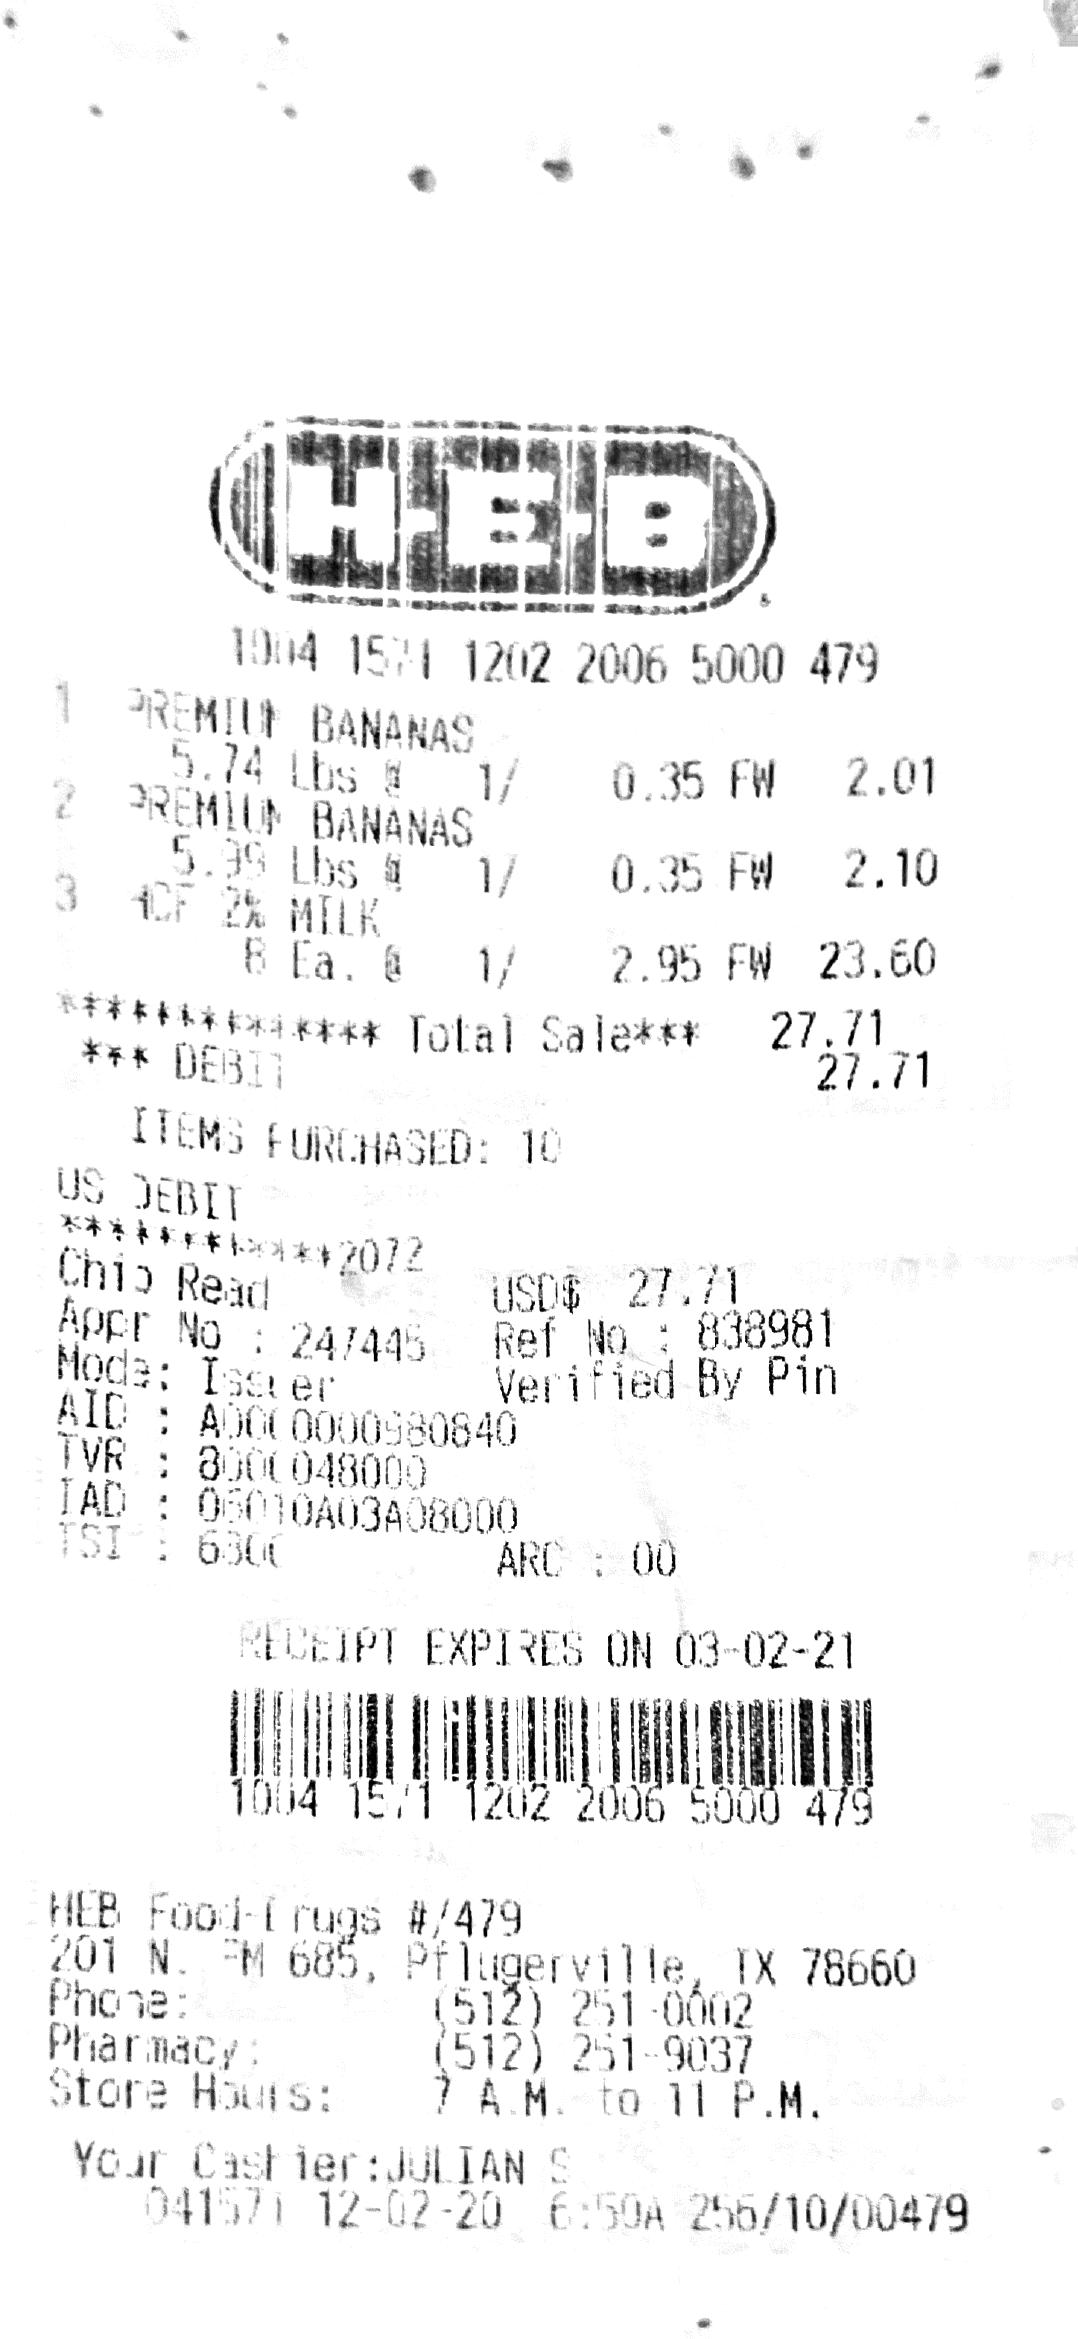 H-E-B
1004 1571 1202 2006 5000 479
1 PREMIUM BANANAS
5.74 Lbs @ 1/ 0.35 FW 2.01
2 PREMIUM BANANAS
5.99 Lbs @ 1/ 0.35 FW 2.10
3 HCF 2% MILK
8 Ea. @ 1/ 2.95 FW 23.60
************** Total Sale*** 27.71
*** DEBIT 27.71
ITEMS PURCHASED: 10
US DEBIT
************2072
Chip Read USD$ 27.71
Appr No : 247445 Ref No : 838981
Mode: Issuer Verified By Pin
AID : A0000000980840
TVR : 8000048000
IAD : 06010A03A08000
TSI : 6800 ARC : 00
RECEIPT EXPIRES ON 03-02-21
1004 1571 1202 2006 5000 479
HEB Food-Drugs #/479
201 N. FM 685, Pflugerville, TX 78660
Phone: (512) 251-0002
Pharmacy: (512) 251-9037
Store Hours: 7 A.M. to 11 P.M.
Your Cashier:JULIAN S
041571 12-02-20 6:50A 256/10/00479